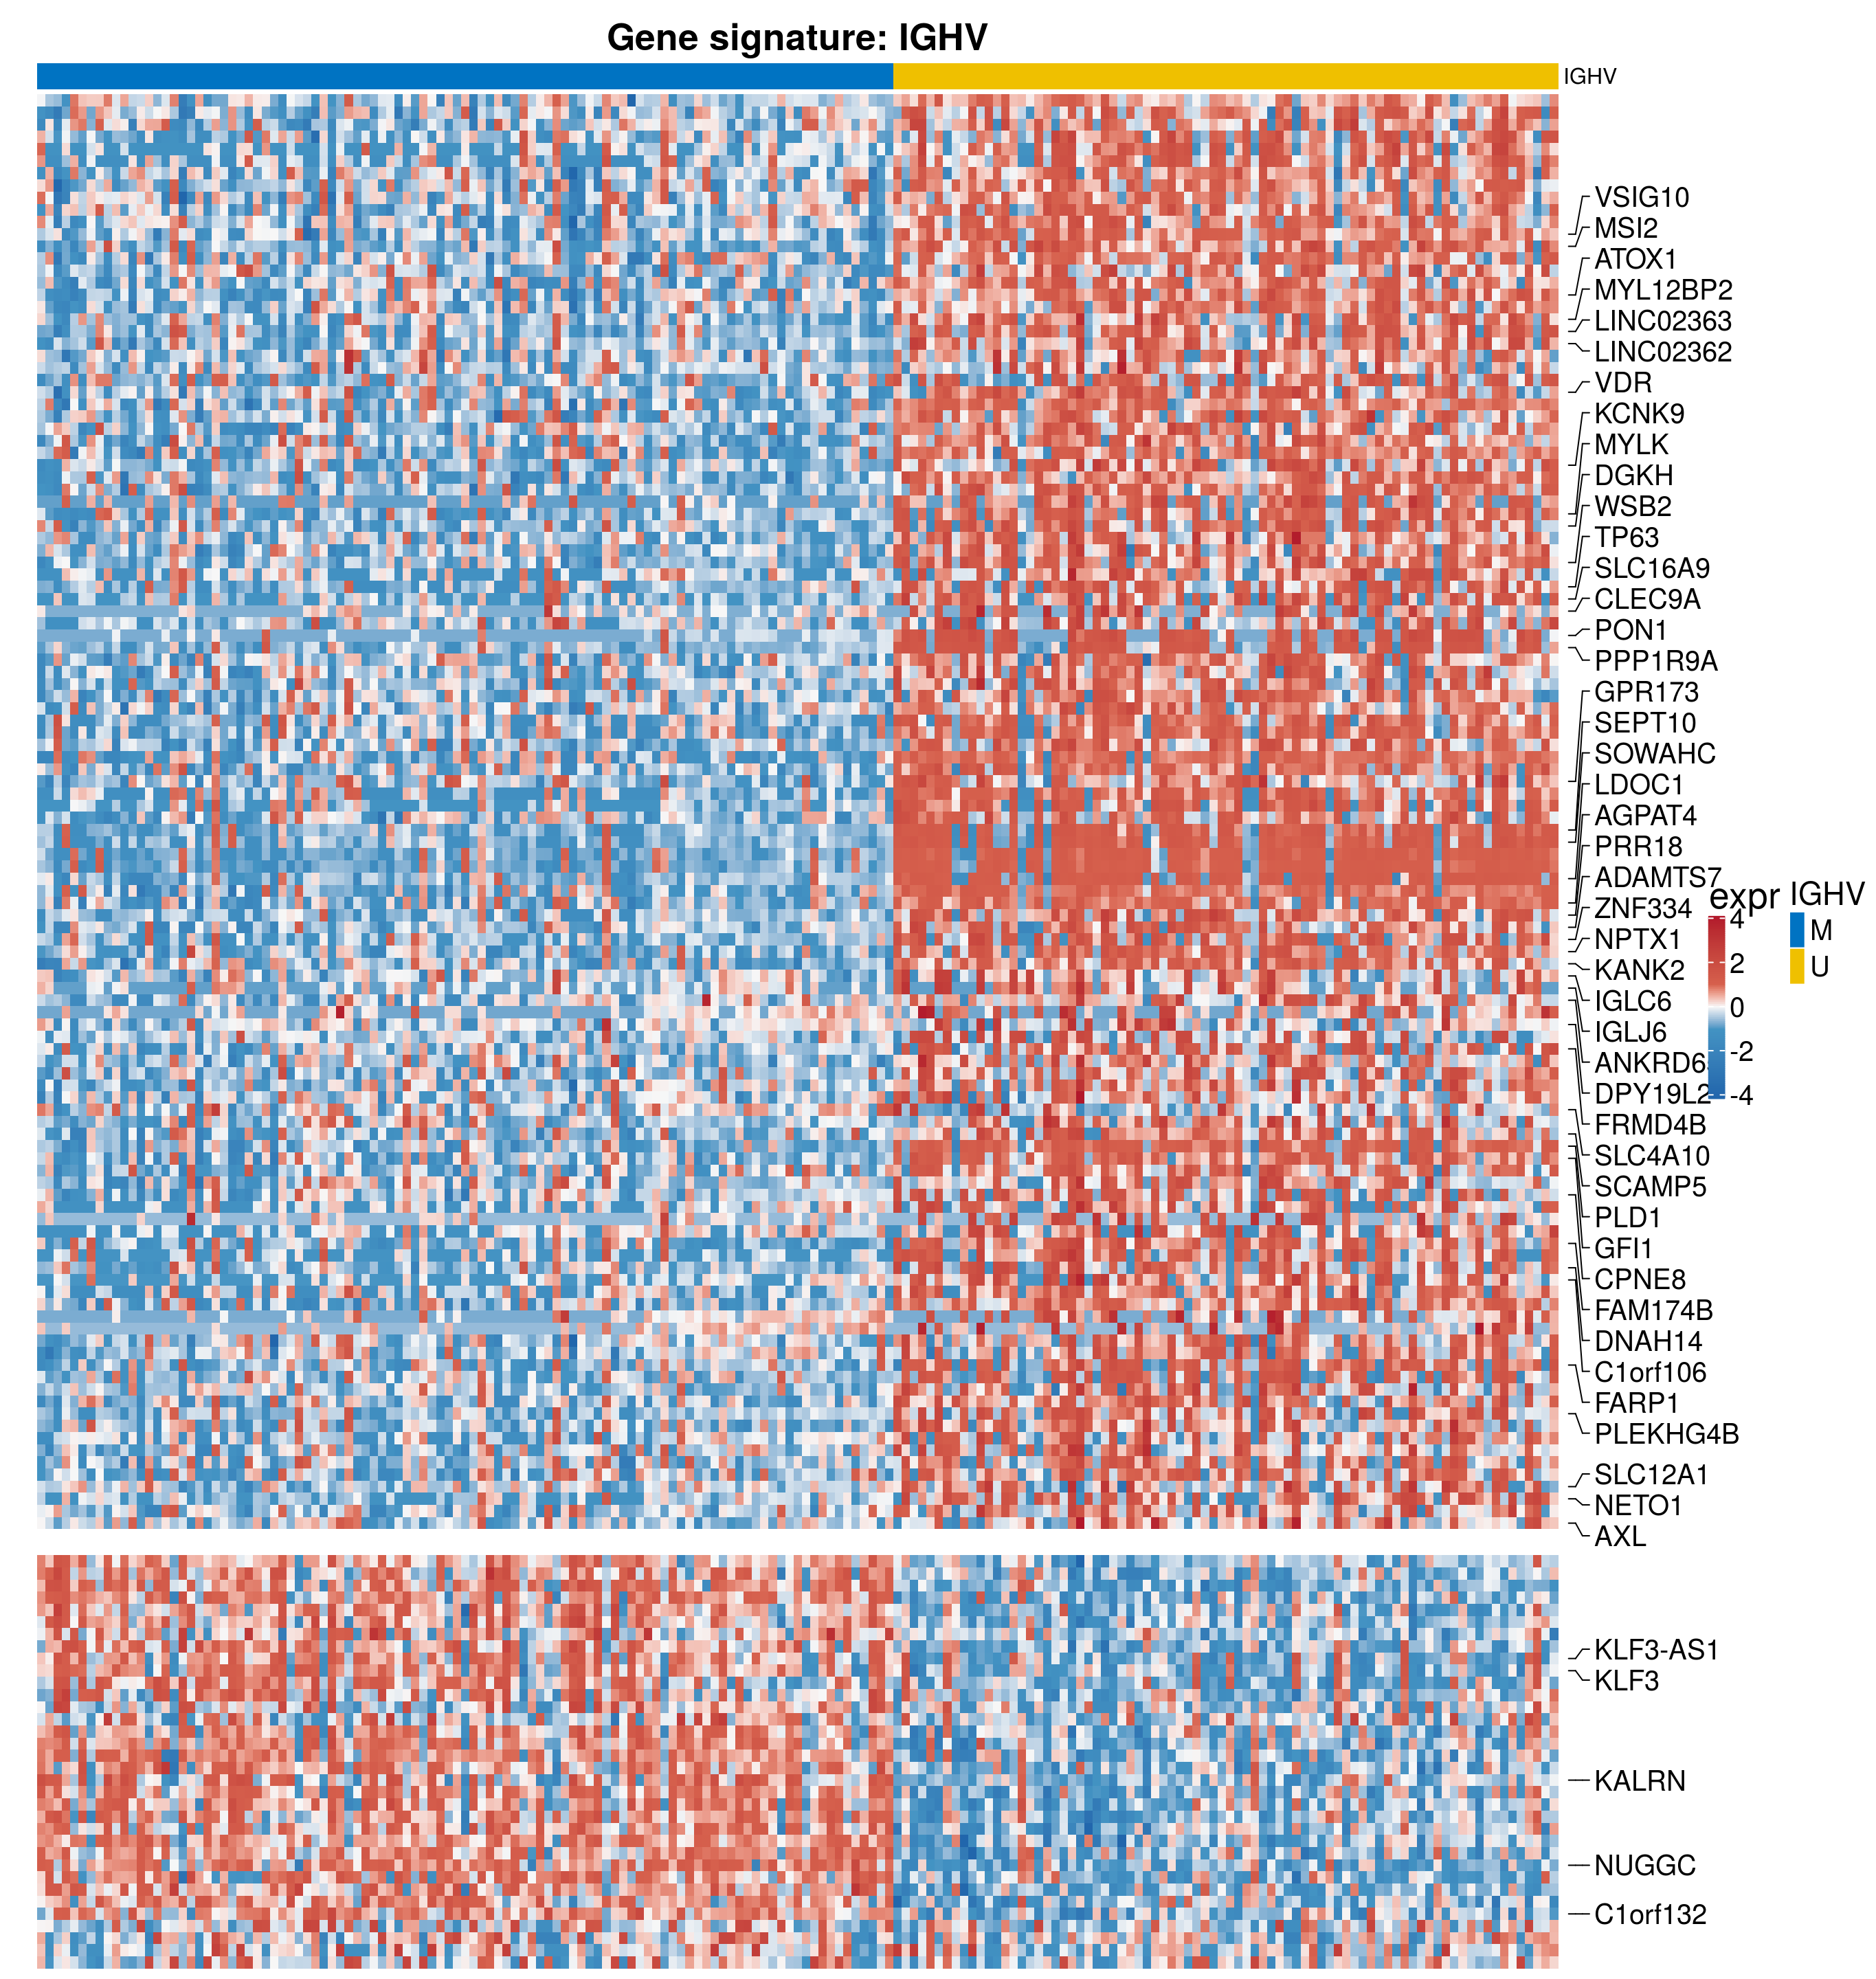 Gene signature: IGHV
IGHV
VSIG10
MSI2
ATOX1
MYL12BP2
LINC02363
LINC02362
VDR
KCNK9
MYLK
DGKH
WSB2
TP63
SLC16A9
CLEC9A
PON1
PPP1R9A
GPR173
SEPT10
SOWAHC
LDOC1
AGPAT4
PRR18
ADAMTS7
ZNF334
NPTX1
KANK2
IGLC6
IGLJ6
DPY19L2
FRMD4B
SLC4A10
SCAMP5
PLD1
GFI1
CPNE8
FAM174B
DNAH14
C1orf106
FARP1
PLEKHG4B
SLC12A1
NETO1
AXL
KLF3-AS1
KLF3
KALRN
NUGGC
C1orf132
expr
4
2
0
-2
-4
IGHV
M
U